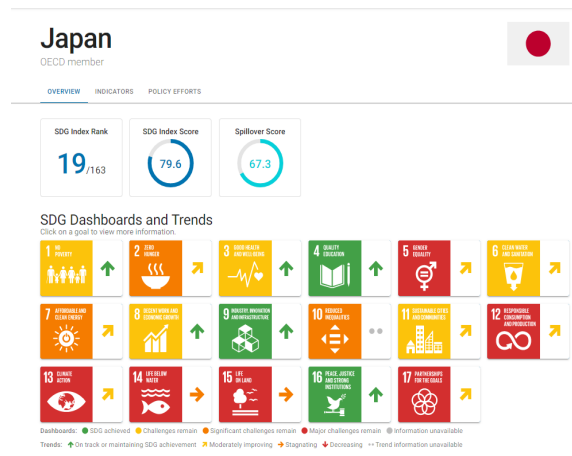 Japan
OECD member
OVERVIEW INDICATORS POLICY EFFORTS
SDG Index Rank
19/163
SDG Index Score
79.6
Spillover Score
67.3
SDG Dashboards and Trends
Click on a goal to view more information.
1 NO
POVERTY
2 ZERO
HUNGER
3 GOOD HEALTH
AND WELL-BEING
4 QUALITY
EDUCATION
5 GENDER
EQUALITY
6 CLEAN WATER
AND SANITATION
7 AFFORDABLE AND
CLEAN ENERGY
8 DECENT WORK AND
ECONOMIC GROWTH
9 INDUSTRY, INNOVATION
AND INFRASTRUCTURE
10 REDUCED
INEQUALITIES
11 SUSTAINABLE CITIES
AND COMMUNITIES
12 RESPONSIBLE
CONSUMPTION
AND PRODUCTION
13 CLIMATE
ACTION
14 LIFE BELOW
WATER
15 LIFE
ON LAND
16 PEACE, JUSTICE
AND STRONG
INSTITUTIONS
17 PARTNERSHIPS
FOR THE GOALS
Dashboards: SDG achieved Challenges remain Significant challenges remain Major challenges remain Information unavailable
Trends: On track or maintaining SDG achievement Moderately improving Stagnating Decreasing Trend information unavailable